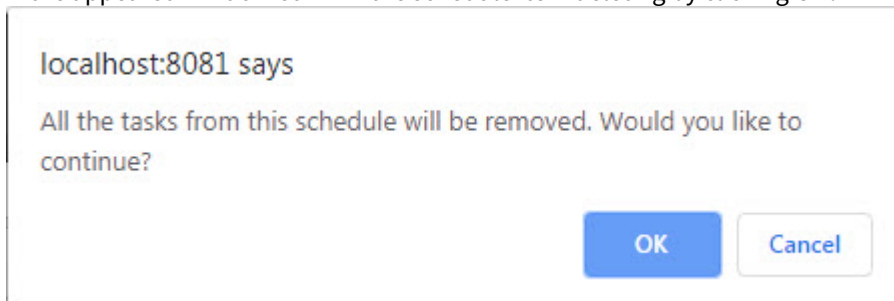 localhost:8081 says
All the tasks from this schedule will be removed. Would you like to
continue?
OK
Cancel